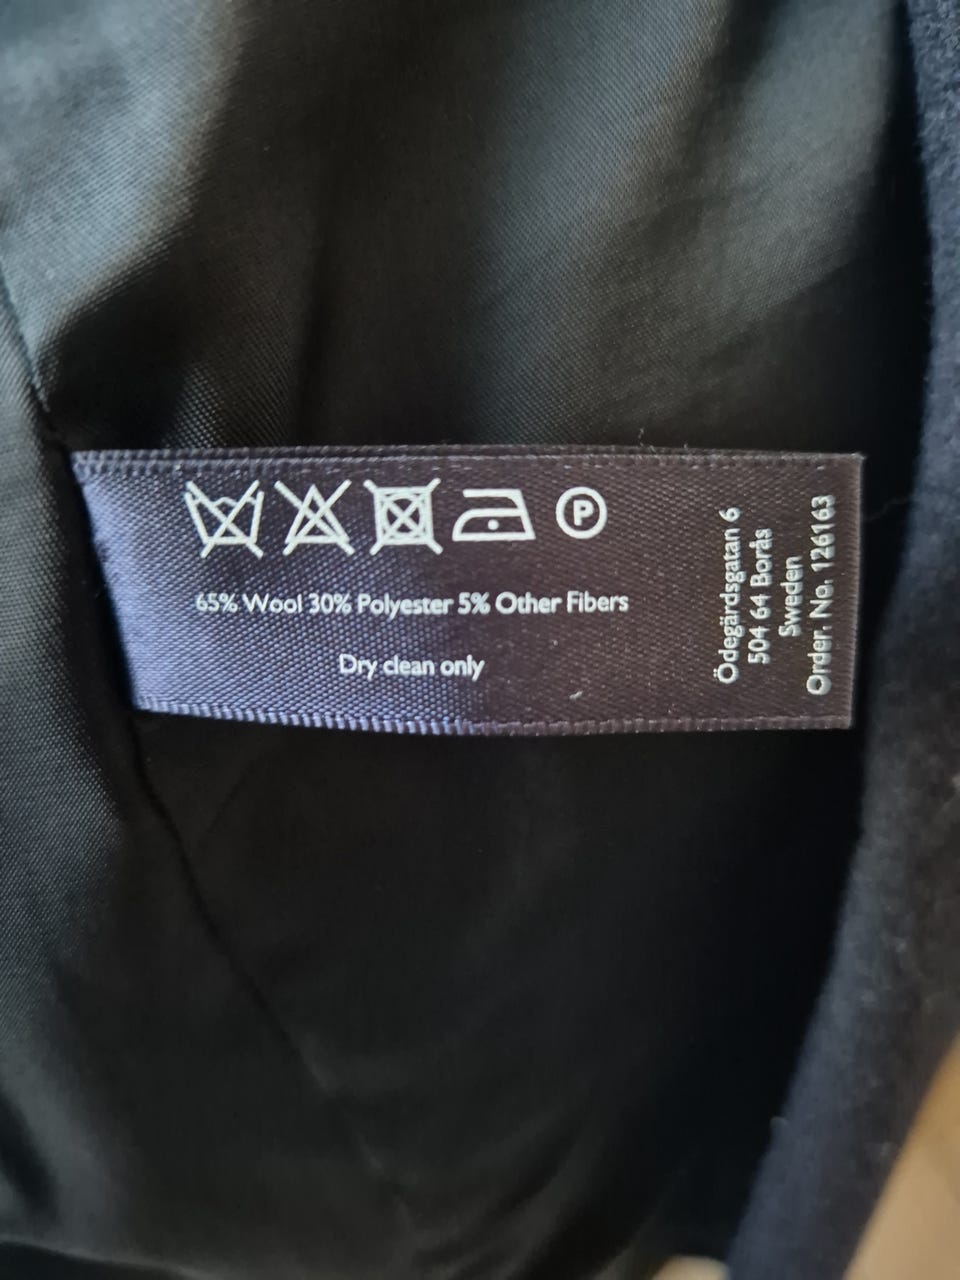 P
65% Wool 30% Polyester 5% Other Fibers
Dry clean only
Ödegärdsgatan 6
504 64 Borås
Sweden
Order. No. 126163